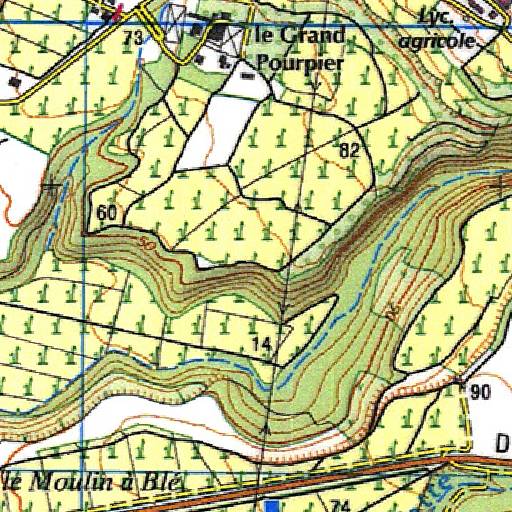 Lyc.
agricole
le Grand
Pourpier
73
82
60
50
14
90
D
le Moulin à Blé
74